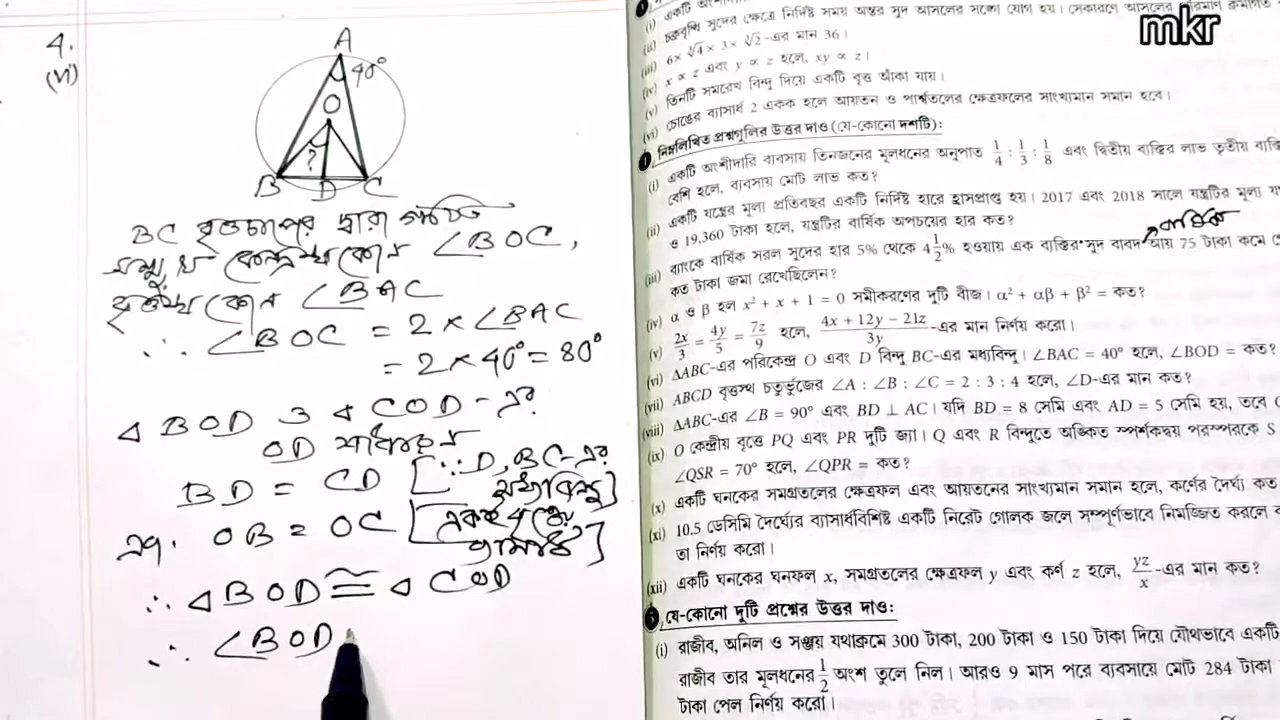 4.
(vi)
A
40°
O
?
B D C
BC বৃত্তচাপের দ্বারা গঠিত
সম্মুখ কেন্দ্রস্থ কোণ ∠BOC,
বৃত্তস্থ কোণ ∠BAC
∴ ∠BOC = 2 × ∠BAC
= 2 × 40° = 80°
△BOD ও △COD-এর
OD সাধারণ
BD = CD [∵ D, BC-এর
মধ্যবিন্দু]
এবং OB = OC [একই বৃত্তের
ব্যাসার্ধ]
∴ △BOD ≅ △COD
∴ ∠BOD
mkr
(i) একটি
(ii) চক্রবৃদ্ধি সুদের ক্ষেত্রে নির্দিষ্ট সময় অন্তর সুদ আসলের সঙ্গে যোগ হয়। সেকারণে আসলের পরিমাণ ক্রমাগত
(iii) 6 × ∛4 × 3 × ∛2-এর মান 36।
(iv) x ∝ z এবং y ∝ z হলে, xy ∝ z।
(v) তিনটি সমরেখ বিন্দু দিয়ে একটি বৃত্ত আঁকা যায়।
(vi) চোঙের ব্যাসার্ধ 2 একক হলে আয়তন ও পার্শ্বতলের ক্ষেত্রফলের সাংখ্যমান সমান হবে।
নিম্নলিখিত প্রশ্নগুলির উত্তর দাও (যে-কোনো দশটি):
(i) একটি অংশীদারি ব্যবসায় তিনজনের মূলধনের অনুপাত 1/4 : 1/3 : 1/8 এবং দ্বিতীয় ব্যক্তির লাভ তৃতীয়
বেশি হলে, ব্যবসায় মোট লাভ কত?
(ii) একটি যন্ত্রের মূল্য প্রতিবছর একটি নির্দিষ্ট হারে হ্রাসপ্রাপ্ত হয়। 2017 এবং 2018 সালে যন্ত্রটির মূল্য
ও 19,360 টাকা হলে, যন্ত্রটির বার্ষিক অপচয়ের হার কত?
বার্ষিক
(iii) ব্যাংকে বার্ষিক সরল সুদের হার 5% থেকে 4 1/2% হওয়ায় এক ব্যক্তির সুদ বাবদ আয় 75 টাকা কমে
কত টাকা জমা রেখেছিলেন?
(iv) α ও β হল x² + x + 1 = 0 সমীকরণের দুটি বীজ। α² + αβ + β² = কত?
(v) 2x/3 = 4y/5 = 7z/9 হলে, (4x + 12y − 21z)/3y-এর মান নির্ণয় করো।
(vi) ΔABC-এর পরিকেন্দ্র O এবং D বিন্দু BC-এর মধ্যবিন্দু। ∠BAC = 40° হলে, ∠BOD = কত?
(vii) ABCD বৃত্তস্থ চতুর্ভুজের ∠A : ∠B : ∠C = 2 : 3 : 4 হলে, ∠D-এর মান কত?
(viii) ΔABC-এর ∠B = 90° এবং BD ⊥ AC। যদি BD = 8 সেমি এবং AD = 5 সেমি হয়, তবে
(ix) O কেন্দ্রীয় বৃত্তে PQ এবং PR দুটি জ্যা। Q এবং R বিন্দুতে অঙ্কিত স্পর্শকদ্বয় পরস্পরকে S
∠QSR = 70° হলে, ∠QPR = কত?
(x) একটি ঘনকের সমগ্রতলের ক্ষেত্রফল এবং আয়তনের সাংখ্যমান সমান হলে, কর্ণের দৈর্ঘ্য কত
(xi) 10.5 ডেসিমি দৈর্ঘ্যের ব্যাসার্ধবিশিষ্ট একটি নিরেট গোলক জলে সম্পূর্ণভাবে নিমজ্জিত করলে
তা নির্ণয় করো।
(xii) একটি ঘনকের ঘনফল x, সমগ্রতলের ক্ষেত্রফল y এবং কর্ণ z হলে, yz/x-এর মান কত?
যে-কোনো দুটি প্রশ্নের উত্তর দাও:
(i) রাজীব, অনিল ও সঞ্জয় যথাক্রমে 300 টাকা, 200 টাকা ও 150 টাকা দিয়ে যৌথভাবে একটি
রাজীব তার মূলধনের 1/2 অংশ তুলে নিল। আরও 9 মাস পরে ব্যবসায়ে মোট 284 টাকা
টাকা পেল নির্ণয় করো।